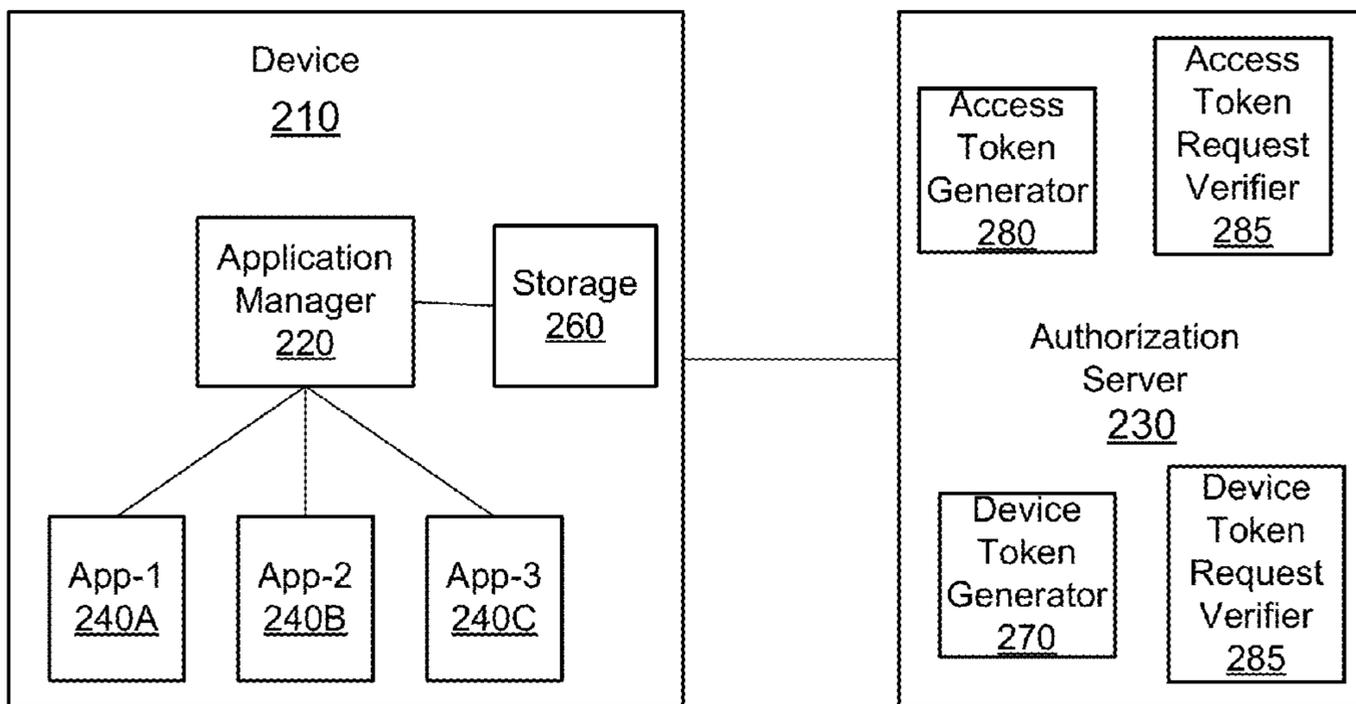 Device
210
Application
Manager
220
Storage
260
App-1
240A
App-2
240B
App-3
240C
Access
Token
Generator
280
Access
Token
Request
Verifier
285
Authorization
Server
230
Device
Token
Generator
270
Device
Token
Request
Verifier
285